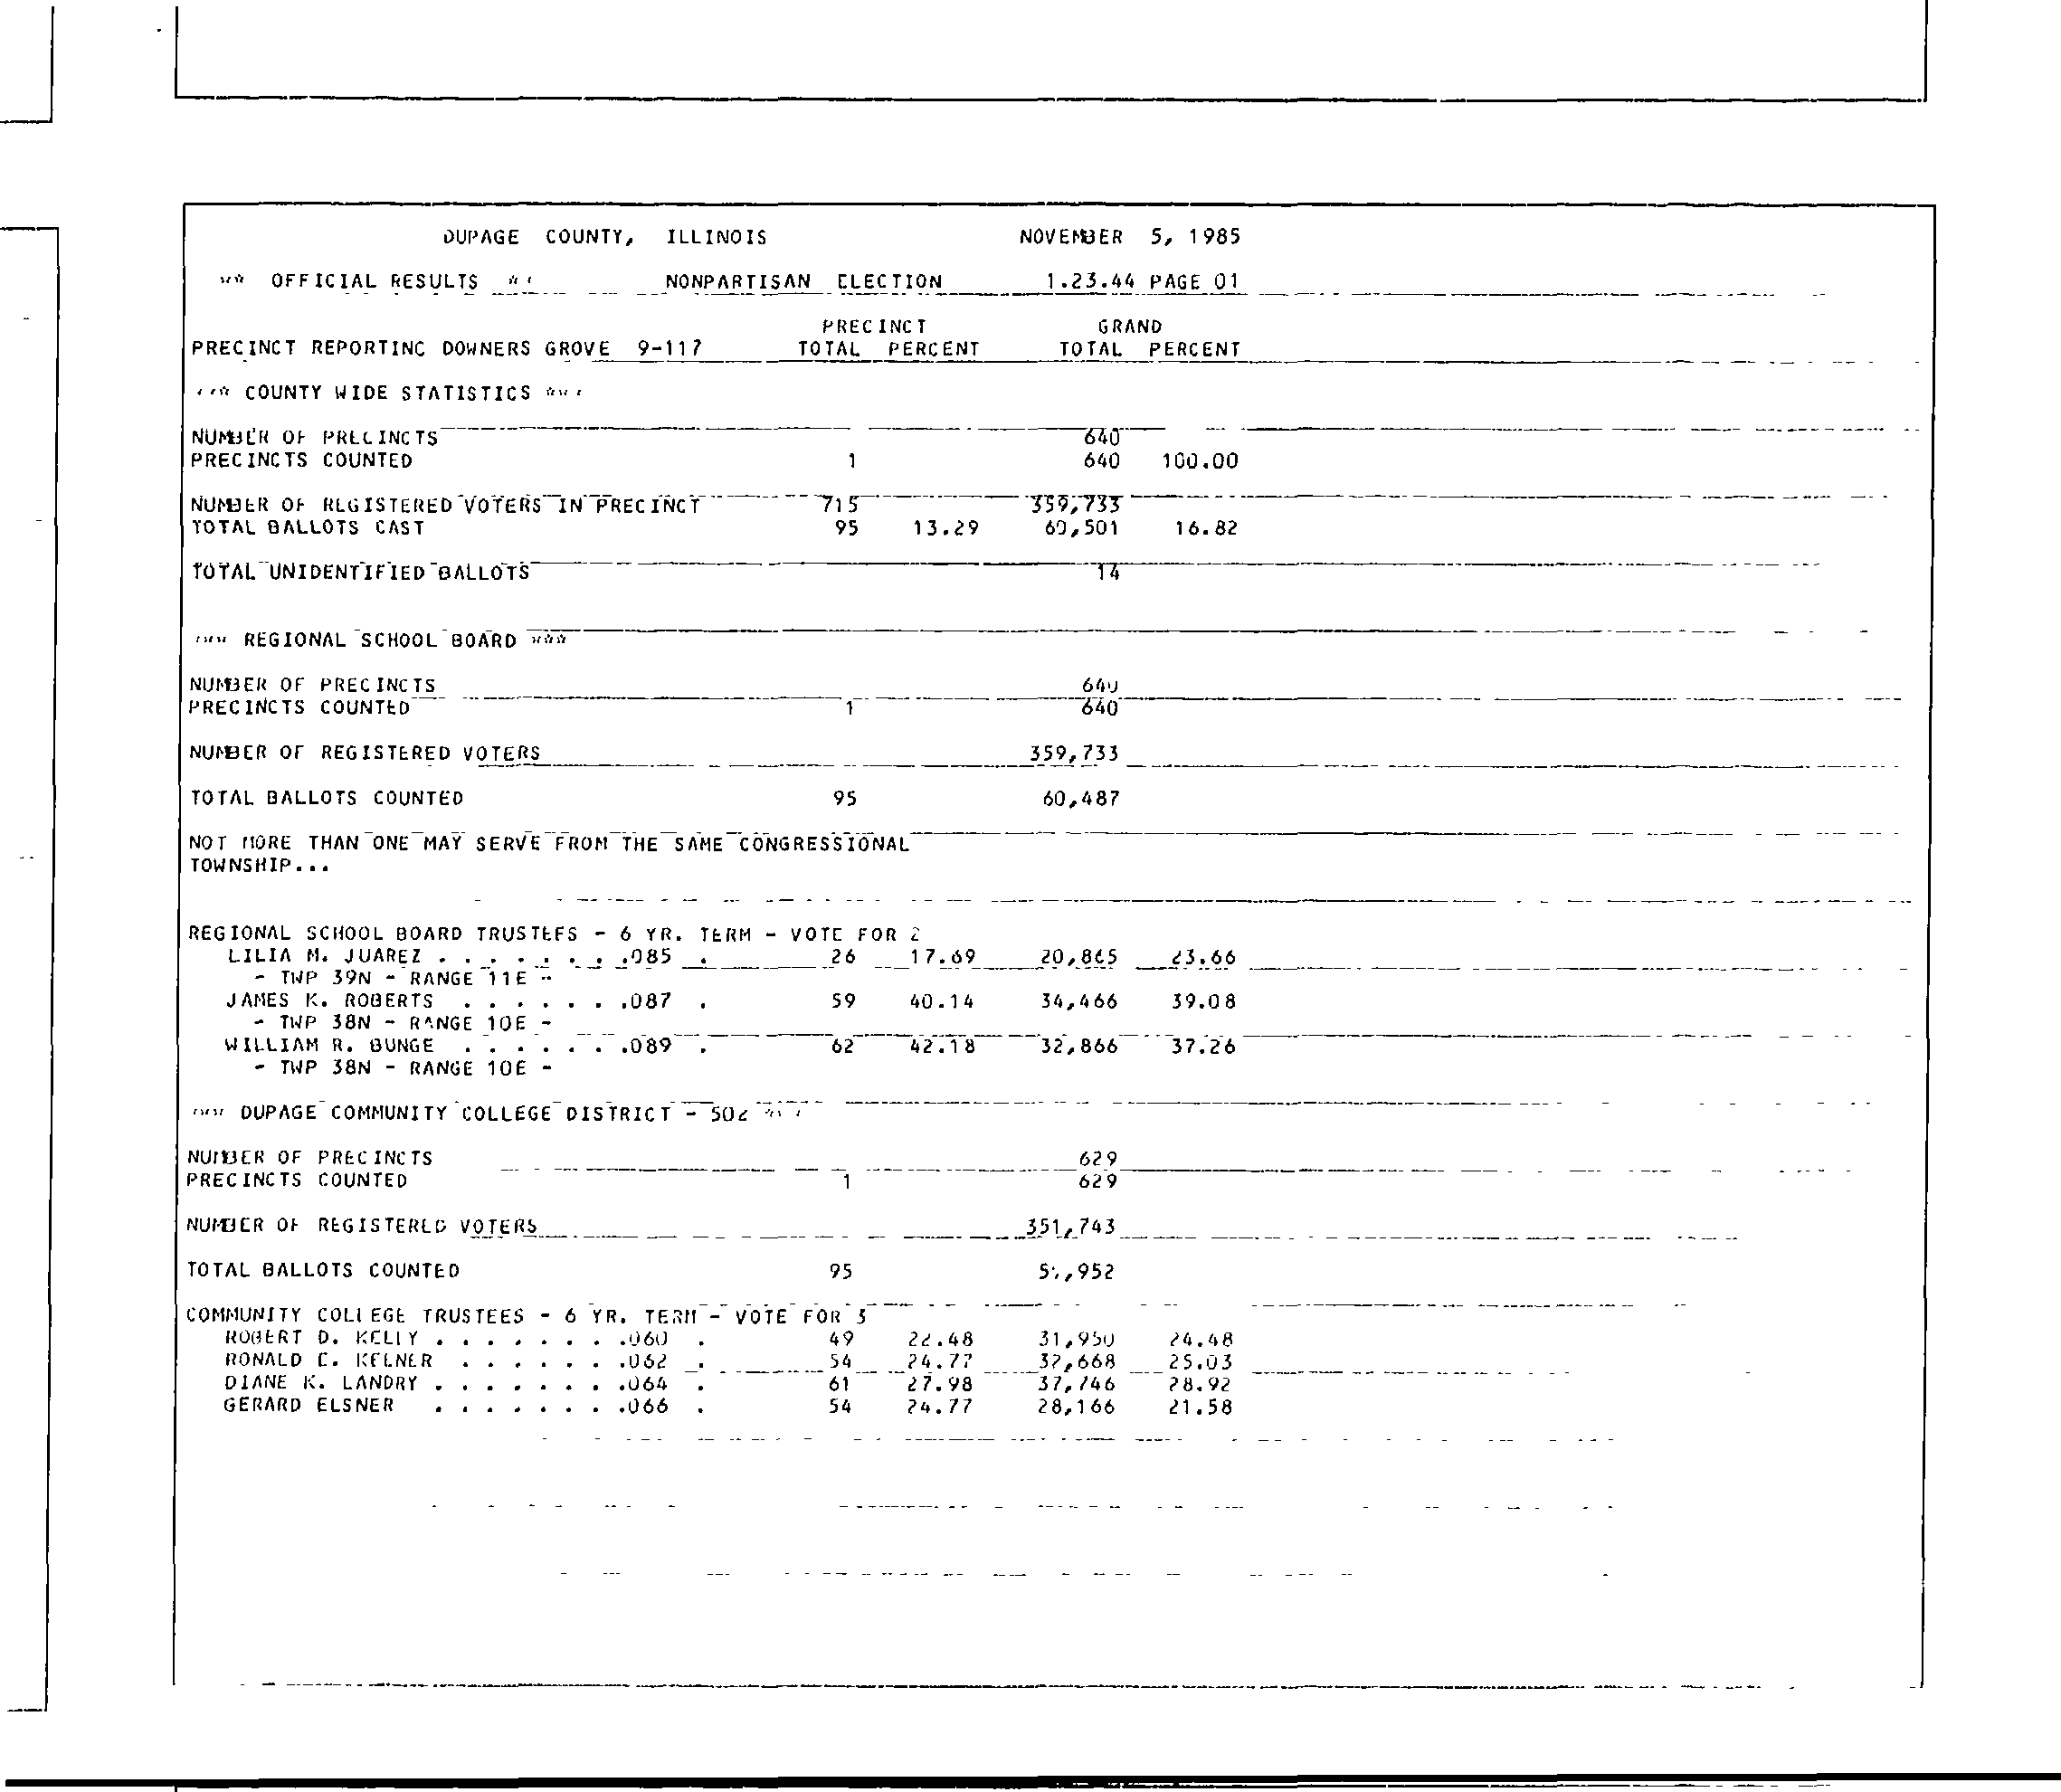 DUPAGE COUNTY, ILLINOIS NOVEMBER 5, 1985
** OFFICIAL RESULTS ** NONPARTISAN ELECTION 1.23.44 PAGE 01
PRECINCT GRAND
PRECINCT REPORTING DOWNERS GROVE 9-117 TOTAL PERCENT TOTAL PERCENT
*** COUNTY WIDE STATISTICS ***
NUMBER OF PRECINCTS 640
PRECINCTS COUNTED 1 640 100.00
NUMBER OF REGISTERED VOTERS IN PRECINCT 715 359,733
TOTAL BALLOTS CAST 95 13.29 60,501 16.82
TOTAL UNIDENTIFIED BALLOTS 14
*** REGIONAL SCHOOL BOARD ***
NUMBER OF PRECINCTS 640
PRECINCTS COUNTED 1 640
NUMBER OF REGISTERED VOTERS 359,733
TOTAL BALLOTS COUNTED 95 60,487
NOT MORE THAN ONE MAY SERVE FROM THE SAME CONGRESSIONAL
TOWNSHIP...
REGIONAL SCHOOL BOARD TRUSTEES - 6 YR. TERM - VOTE FOR 2
LILIA M. JUAREZ . . . . . . . .085 . 26 17.69 20,865 23.66
- TWP 39N - RANGE 11E -
JAMES K. ROBERTS . . . . . . .087 . 59 40.14 34,466 39.08
- TWP 38N - RANGE 10E -
WILLIAM R. BUNGE . . . . . . .089 . 62 42.18 32,866 37.26
- TWP 38N - RANGE 10E -
*** DUPAGE COMMUNITY COLLEGE DISTRICT - 502 ***
NUMBER OF PRECINCTS 629
PRECINCTS COUNTED 1 629
NUMBER OF REGISTERED VOTERS 351,743
TOTAL BALLOTS COUNTED 95
COMMUNITY COLLEGE TRUSTEES - 6 YR. TERM - VOTE FOR 3
ROBERT D. KELLY . . . . . . . .060 . 49 22.48 31,950 24.48
RONALD E. KEENER . . . . . . .062 . 54 24.77 32,668 25.03
DIANE K. LANDRY . . . . . . . .064 . 61 27.98 37,746 28.92
GERARD ELSNER . . . . . . . .066 . 54 24.77 28,166 21.58